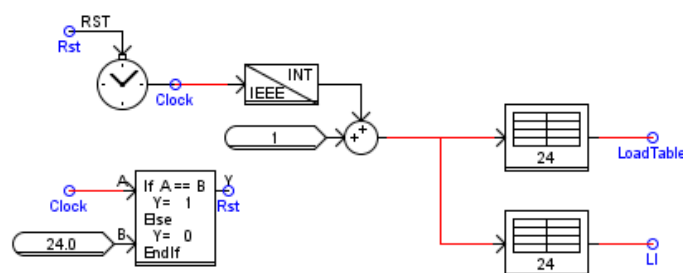 RST
Rst
Clock
INT
IEEE
1
24
LoadTable
Clock
A
If A == B
Y= 1
Else
Y= 0
EndIf
Y
Rst
24.0
B
24
LI